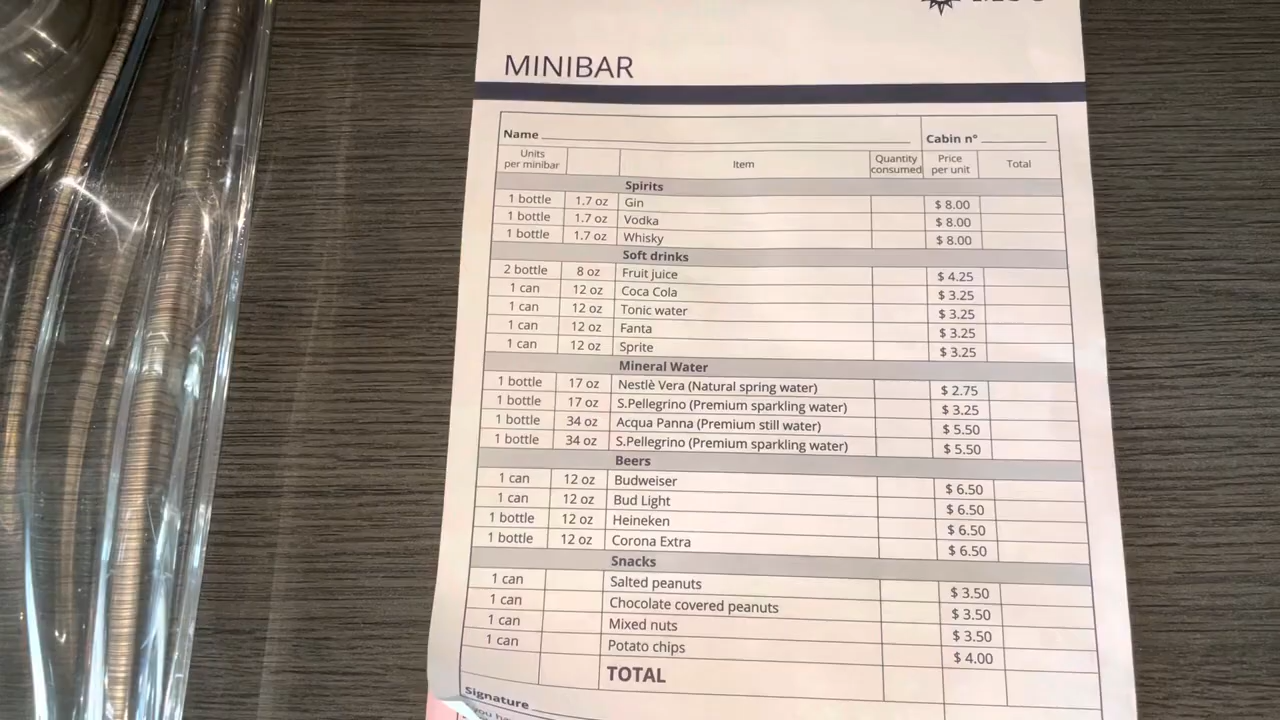 MINIBAR
Name
Cabin n°
Units per minibar Item Quantity consumed Price per unit Total
Spirits
1 bottle 1.7 oz Gin $ 8.00
1 bottle 1.7 oz Vodka $ 8.00
1 bottle 1.7 oz Whisky $ 8.00
Soft drinks
2 bottle 8 oz Fruit juice $ 4.25
1 can 12 oz Coca Cola $ 3.25
1 can 12 oz Tonic water $ 3.25
1 can 12 oz Fanta $ 3.25
1 can 12 oz Sprite $ 3.25
Mineral Water
1 bottle 17 oz Nestlè Vera (Natural spring water) $ 2.75
1 bottle 17 oz S.Pellegrino (Premium sparkling water) $ 3.25
1 bottle 34 oz Acqua Panna (Premium still water) $ 5.50
1 bottle 34 oz S.Pellegrino (Premium sparkling water) $ 5.50
Beers
1 can 12 oz Budweiser $ 6.50
1 can 12 oz Bud Light $ 6.50
1 bottle 12 oz Heineken $ 6.50
1 bottle 12 oz Corona Extra $ 6.50
Snacks
1 can Salted peanuts $ 3.50
1 can Chocolate covered peanuts $ 3.50
1 can Mixed nuts $ 3.50
1 can Potato chips $ 4.00
TOTAL
Signature
you